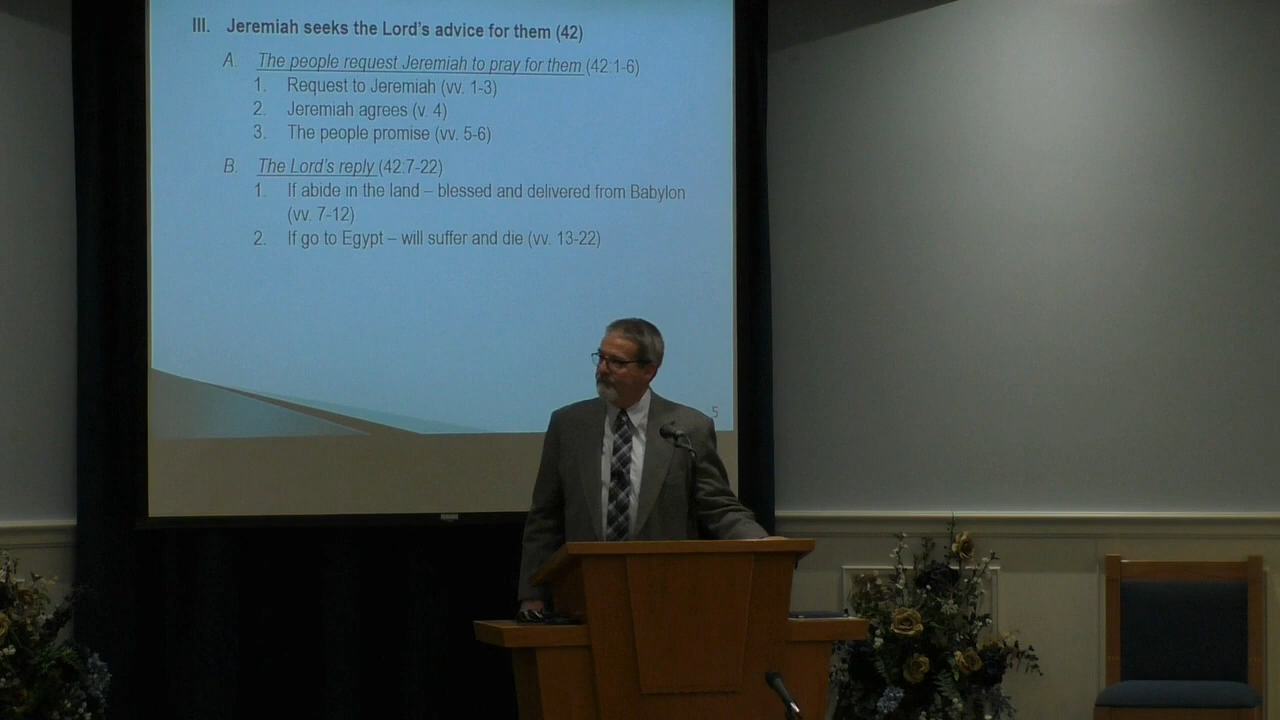 III. Jeremiah seeks the Lord's advice for them (42)
A. The people request Jeremiah to pray for them (42:1-6)
1. Request to Jeremiah (vv. 1-3)
2. Jeremiah agrees (v. 4)
3. The people promise (vv. 5-6)
B. The Lord's reply (42:7-22)
1. If abide in the land – blessed and delivered from Babylon
(vv. 7-12)
2. If go to Egypt – will suffer and die (vv. 13-22)
5